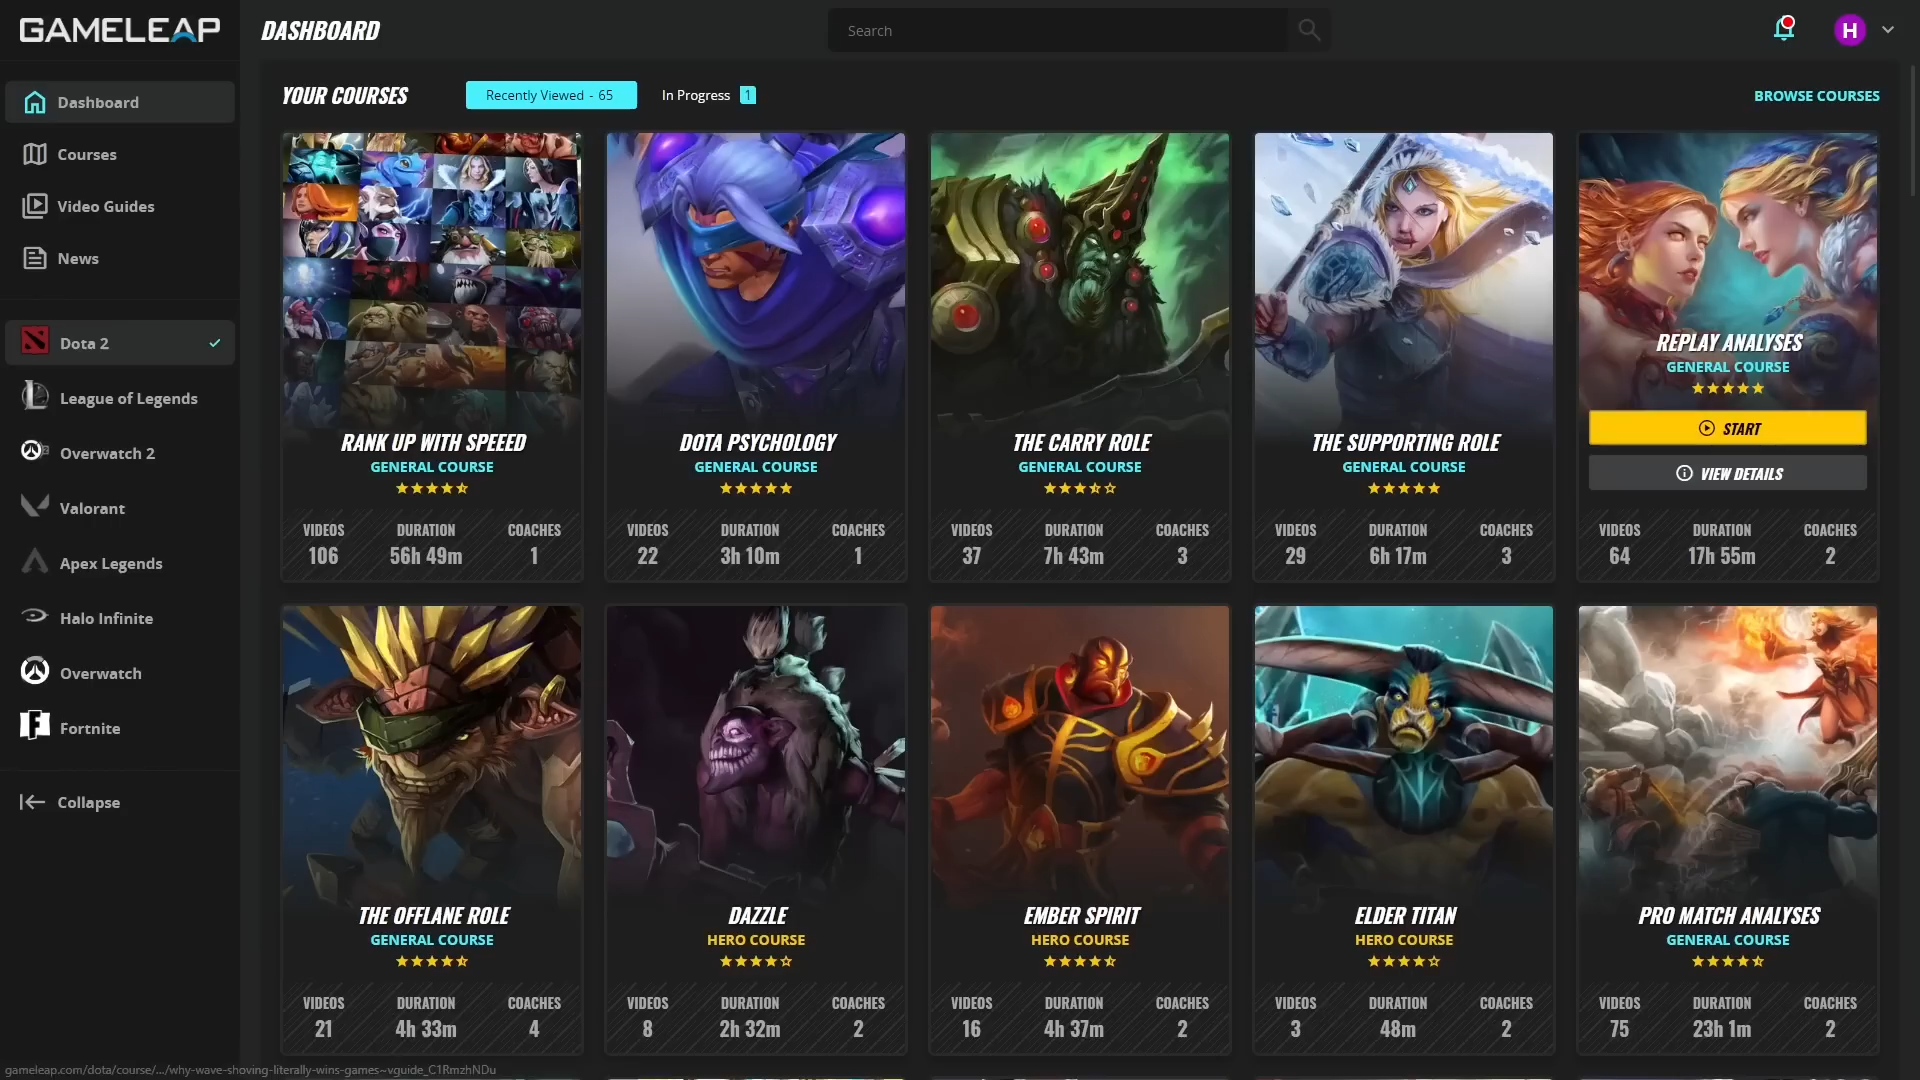 GAMELEAP
DASHBOARD
Search
H
Dashboard
Courses
Video Guides
News
Dota 2
League of Legends
Overwatch 2
Valorant
Apex Legends
Halo Infinite
Overwatch
Fortnite
Collapse
YOUR COURSES
Recently Viewed - 65
In Progress 1
BROWSE COURSES
RANK UP WITH SPEEED
GENERAL COURSE
VIDEOS DURATION COACHES
106 56h 49m 1
DOTA PSYCHOLOGY
GENERAL COURSE
VIDEOS DURATION COACHES
22 3h 10m 1
THE CARRY ROLE
GENERAL COURSE
VIDEOS DURATION COACHES
37 7h 43m 3
THE SUPPORTING ROLE
GENERAL COURSE
VIDEOS DURATION COACHES
29 6h 17m 3
REPLAY ANALYSES
GENERAL COURSE
START
VIEW DETAILS
VIDEOS DURATION COACHES
64 17h 55m 2
THE OFFLANE ROLE
GENERAL COURSE
VIDEOS DURATION COACHES
21 4h 33m 4
DAZZLE
HERO COURSE
VIDEOS DURATION COACHES
8 2h 32m 2
EMBER SPIRIT
HERO COURSE
VIDEOS DURATION COACHES
16 4h 37m 2
ELDER TITAN
HERO COURSE
VIDEOS DURATION COACHES
3 48m 2
PRO MATCH ANALYSES
GENERAL COURSE
VIDEOS DURATION COACHES
75 23h 1m 2
gameleap.com/dota/course/.../why-wave-shoving-literally-wins-games~vguide_C1RmzhNDu